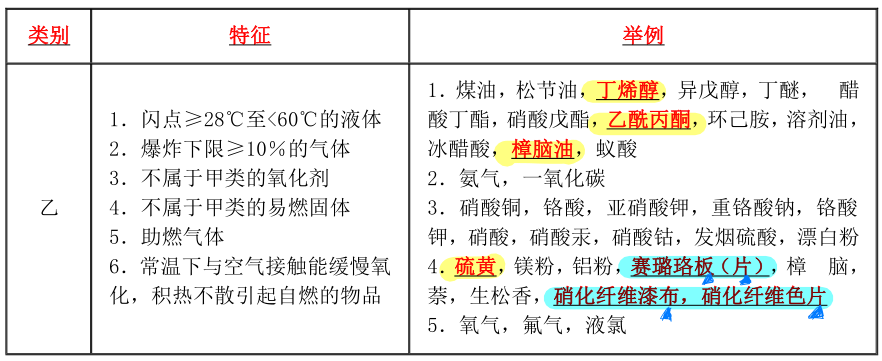 类别
特征
举例
乙
1．闪点≥28℃至<60℃的液体
2．爆炸下限≥10％的气体
3．不属于甲类的氧化剂
4．不属于甲类的易燃固体
5．助燃气体
6．常温下与空气接触能缓慢氧
化，积热不散引起自燃的物品
1．煤油，松节油，丁烯醇，异戊醇，丁醚， 醋
酸丁酯，硝酸戊酯，乙酰丙酮，环己胺，溶剂油，
冰醋酸，樟脑油，蚁酸
2．氨气，一氧化碳
3．硝酸铜，铬酸，亚硝酸钾，重铬酸钠，铬酸
钾，硝酸，硝酸汞，硝酸钴，发烟硫酸，漂白粉
4．硫黄，镁粉，铝粉，赛璐珞板（片），樟 脑，
萘，生松香，硝化纤维漆布，硝化纤维色片
5．氧气，氟气，液氯